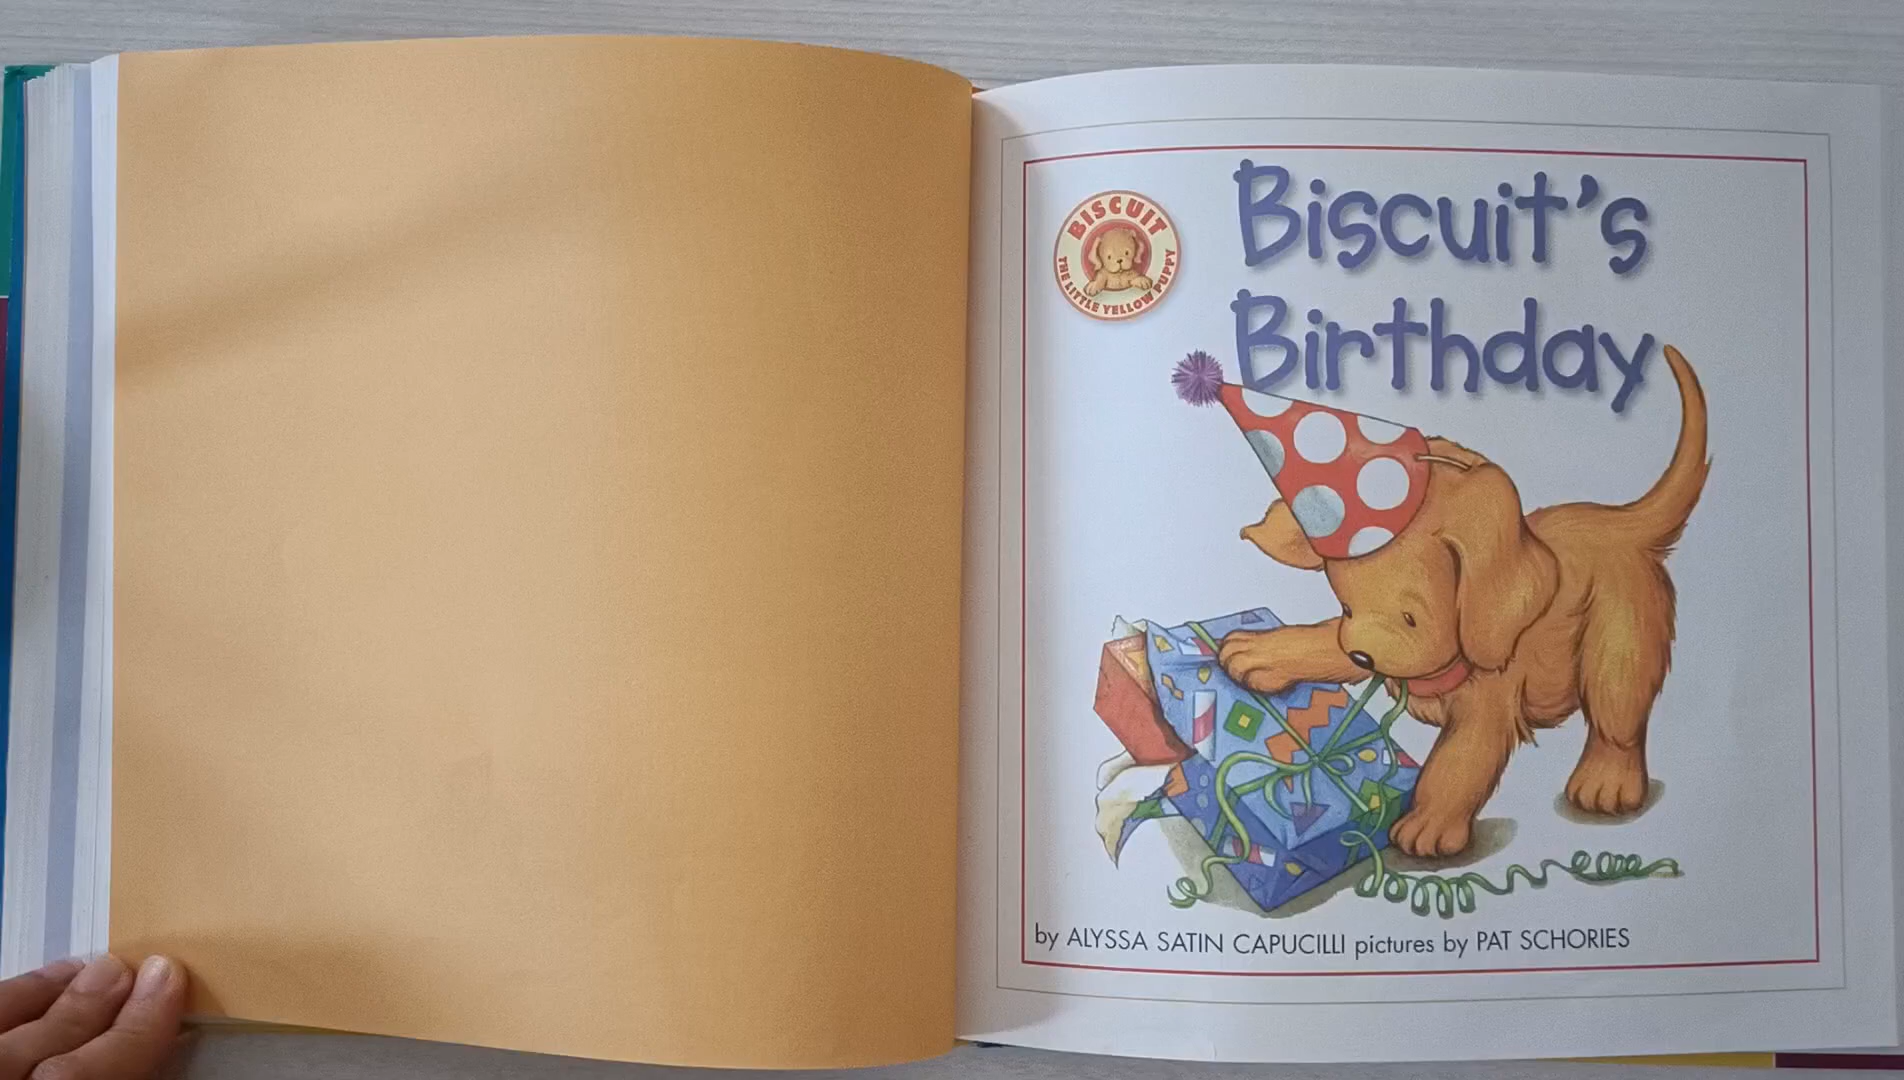 BISCUIT
THE LITTLE YELLOW PUPPY
Biscuit's
Birthday
by ALYSSA SATIN CAPUCILLI pictures by PAT SCHORIES